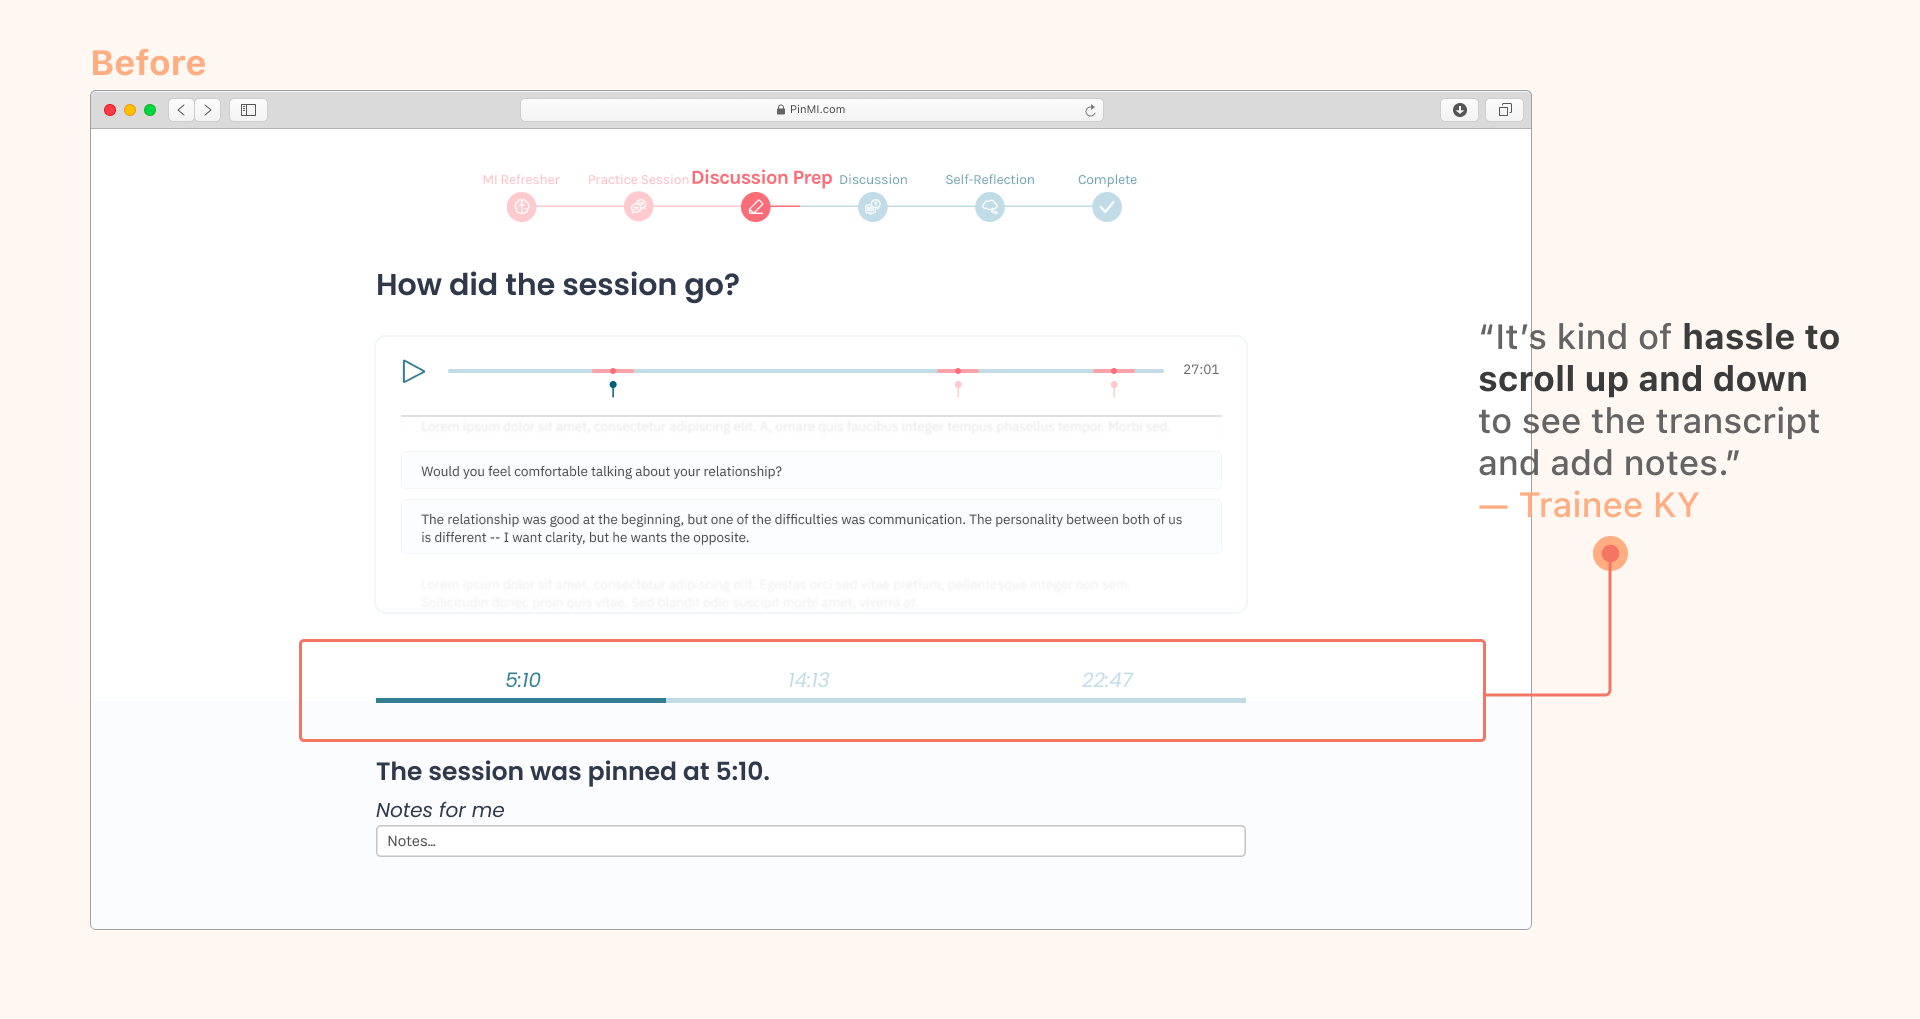 Before
PinMI.com
MI Refresher
Practice Session
Discussion Prep
Discussion
Self-Reflection
Complete
How did the session go?
27:01
Lorem ipsum dolor sit amet, consectetur adipiscing elit. A, ornare quis faucibus integer tempus phasellus tempor. Morbi sed.
Would you feel comfortable talking about your relationship?
The relationship was good at the beginning, but one of the difficulties was communication. The personality between both of us
is different -- I want clarity, but he wants the opposite.
Lorem ipsum dolor sit amet, consectetur adipiscing elit. Egestas orci sed vitae pretium, pellentesque integer non sem.
Sollicitudin donec proin quis vitae. Sed blandit odio suscipit morbi amet, viverra at.
5:10
14:13
22:47
The session was pinned at 5:10.
Notes for me
Notes...
“It’s kind of hassle to
scroll up and down
to see the transcript
and add notes.”
— Trainee KY